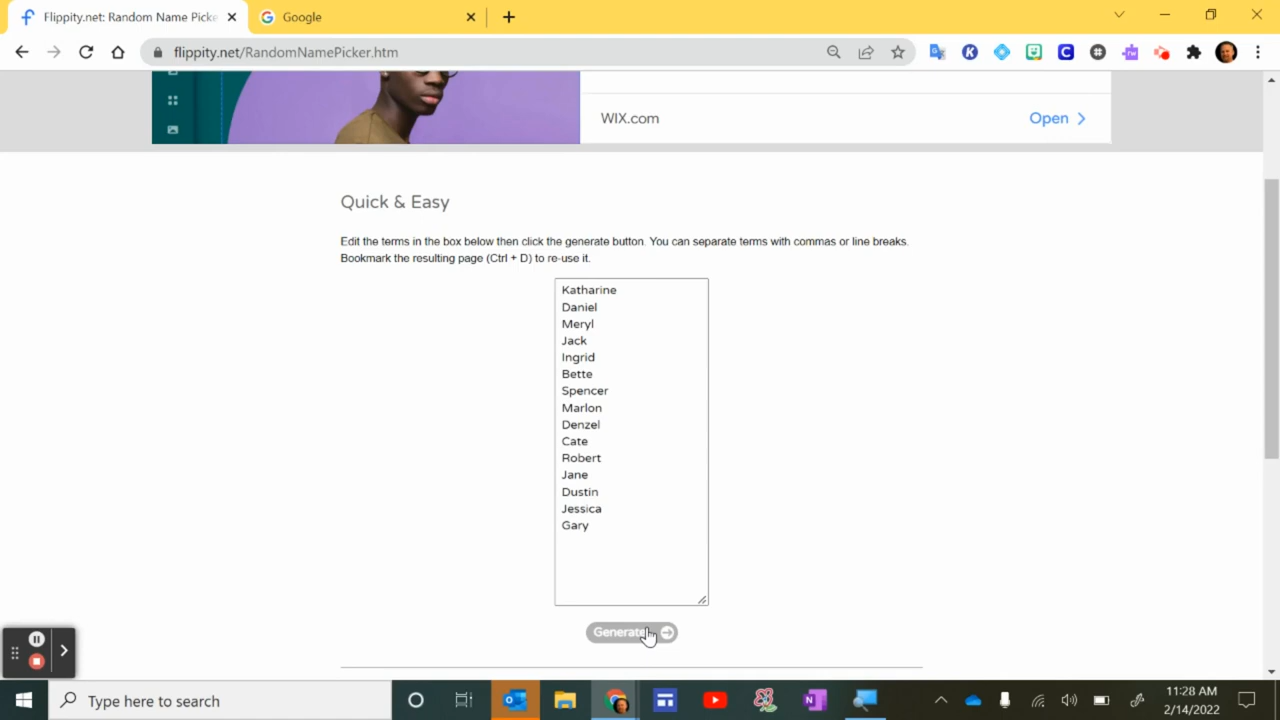 Flippity.net: Random Name Picke
Google
flippity.net/RandomNamePicker.htm
WIX.com
Open
Quick & Easy
Edit the terms in the box below then click the generate button. You can separate terms with commas or line breaks.
Bookmark the resulting page (Ctrl + D) to re-use it.
Katharine
Daniel
Meryl
Jack
Ingrid
Bette
Spencer
Marlon
Denzel
Cate
Robert
Jane
Dustin
Jessica
Gary
Generate
Type here to search
11:28 AM
2/14/2022